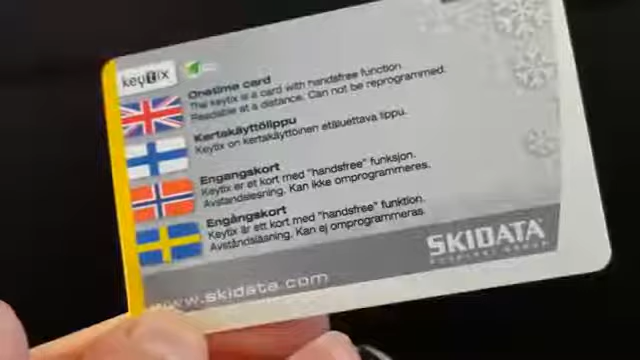 keytix
Onetime card
The keytix is a card with handsfree function
Readable at a distance. Can not be reprogrammed.
Kertakäyttölippu
Keytix on kertakäyttöinen etäluettava lippu.
Engangskort
Keytix er et kort med "handsfree" funksjon.
Avstandslesning. Kan ikke omprogrammeres.
Engångskort
Keytix är ett kort med "handsfree" funktion.
Avståndsläsning. Kan ej omprogrammeras.
SKIDATA
www.skidata.com